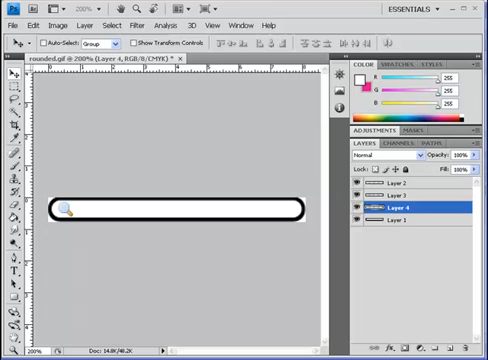 Ps
200%
ESSENTIALS
File Edit Image Layer Select Filter Analysis 3D View Window Help
Auto-Select: Group Show Transform Controls
rounded.gif @ 200% (Layer 4, RGB/8/CMYK) *
COLOR SWATCHES STYLES
R 255
G 255
B 255
ADJUSTMENTS MASKS
LAYERS CHANNELS PATHS
Normal Opacity: 100%
Lock: Fill: 100%
Layer 2
Layer 3
Layer 4
Layer 1
200% Doc: 14.8K/48.2K